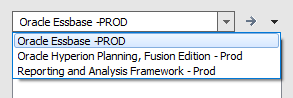 Oracle Essbase -PROD
Oracle Essbase -PROD
Oracle Hyperion Planning, Fusion Edition - Prod
Reporting and Analysis Framework - Prod